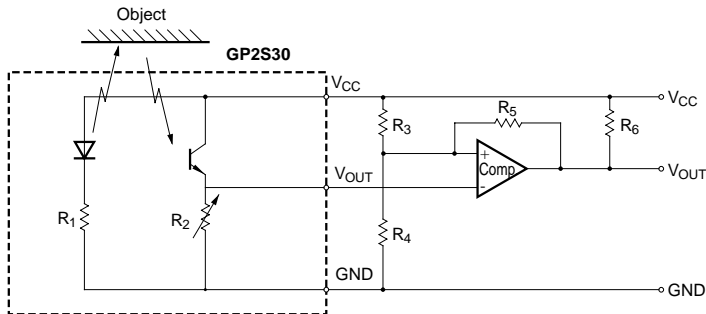 Object
GP2S30
VCC
VCC
R3
R5
R6
+
Comp.
-
VOUT
VOUT
R1
R2
R4
GND
GND